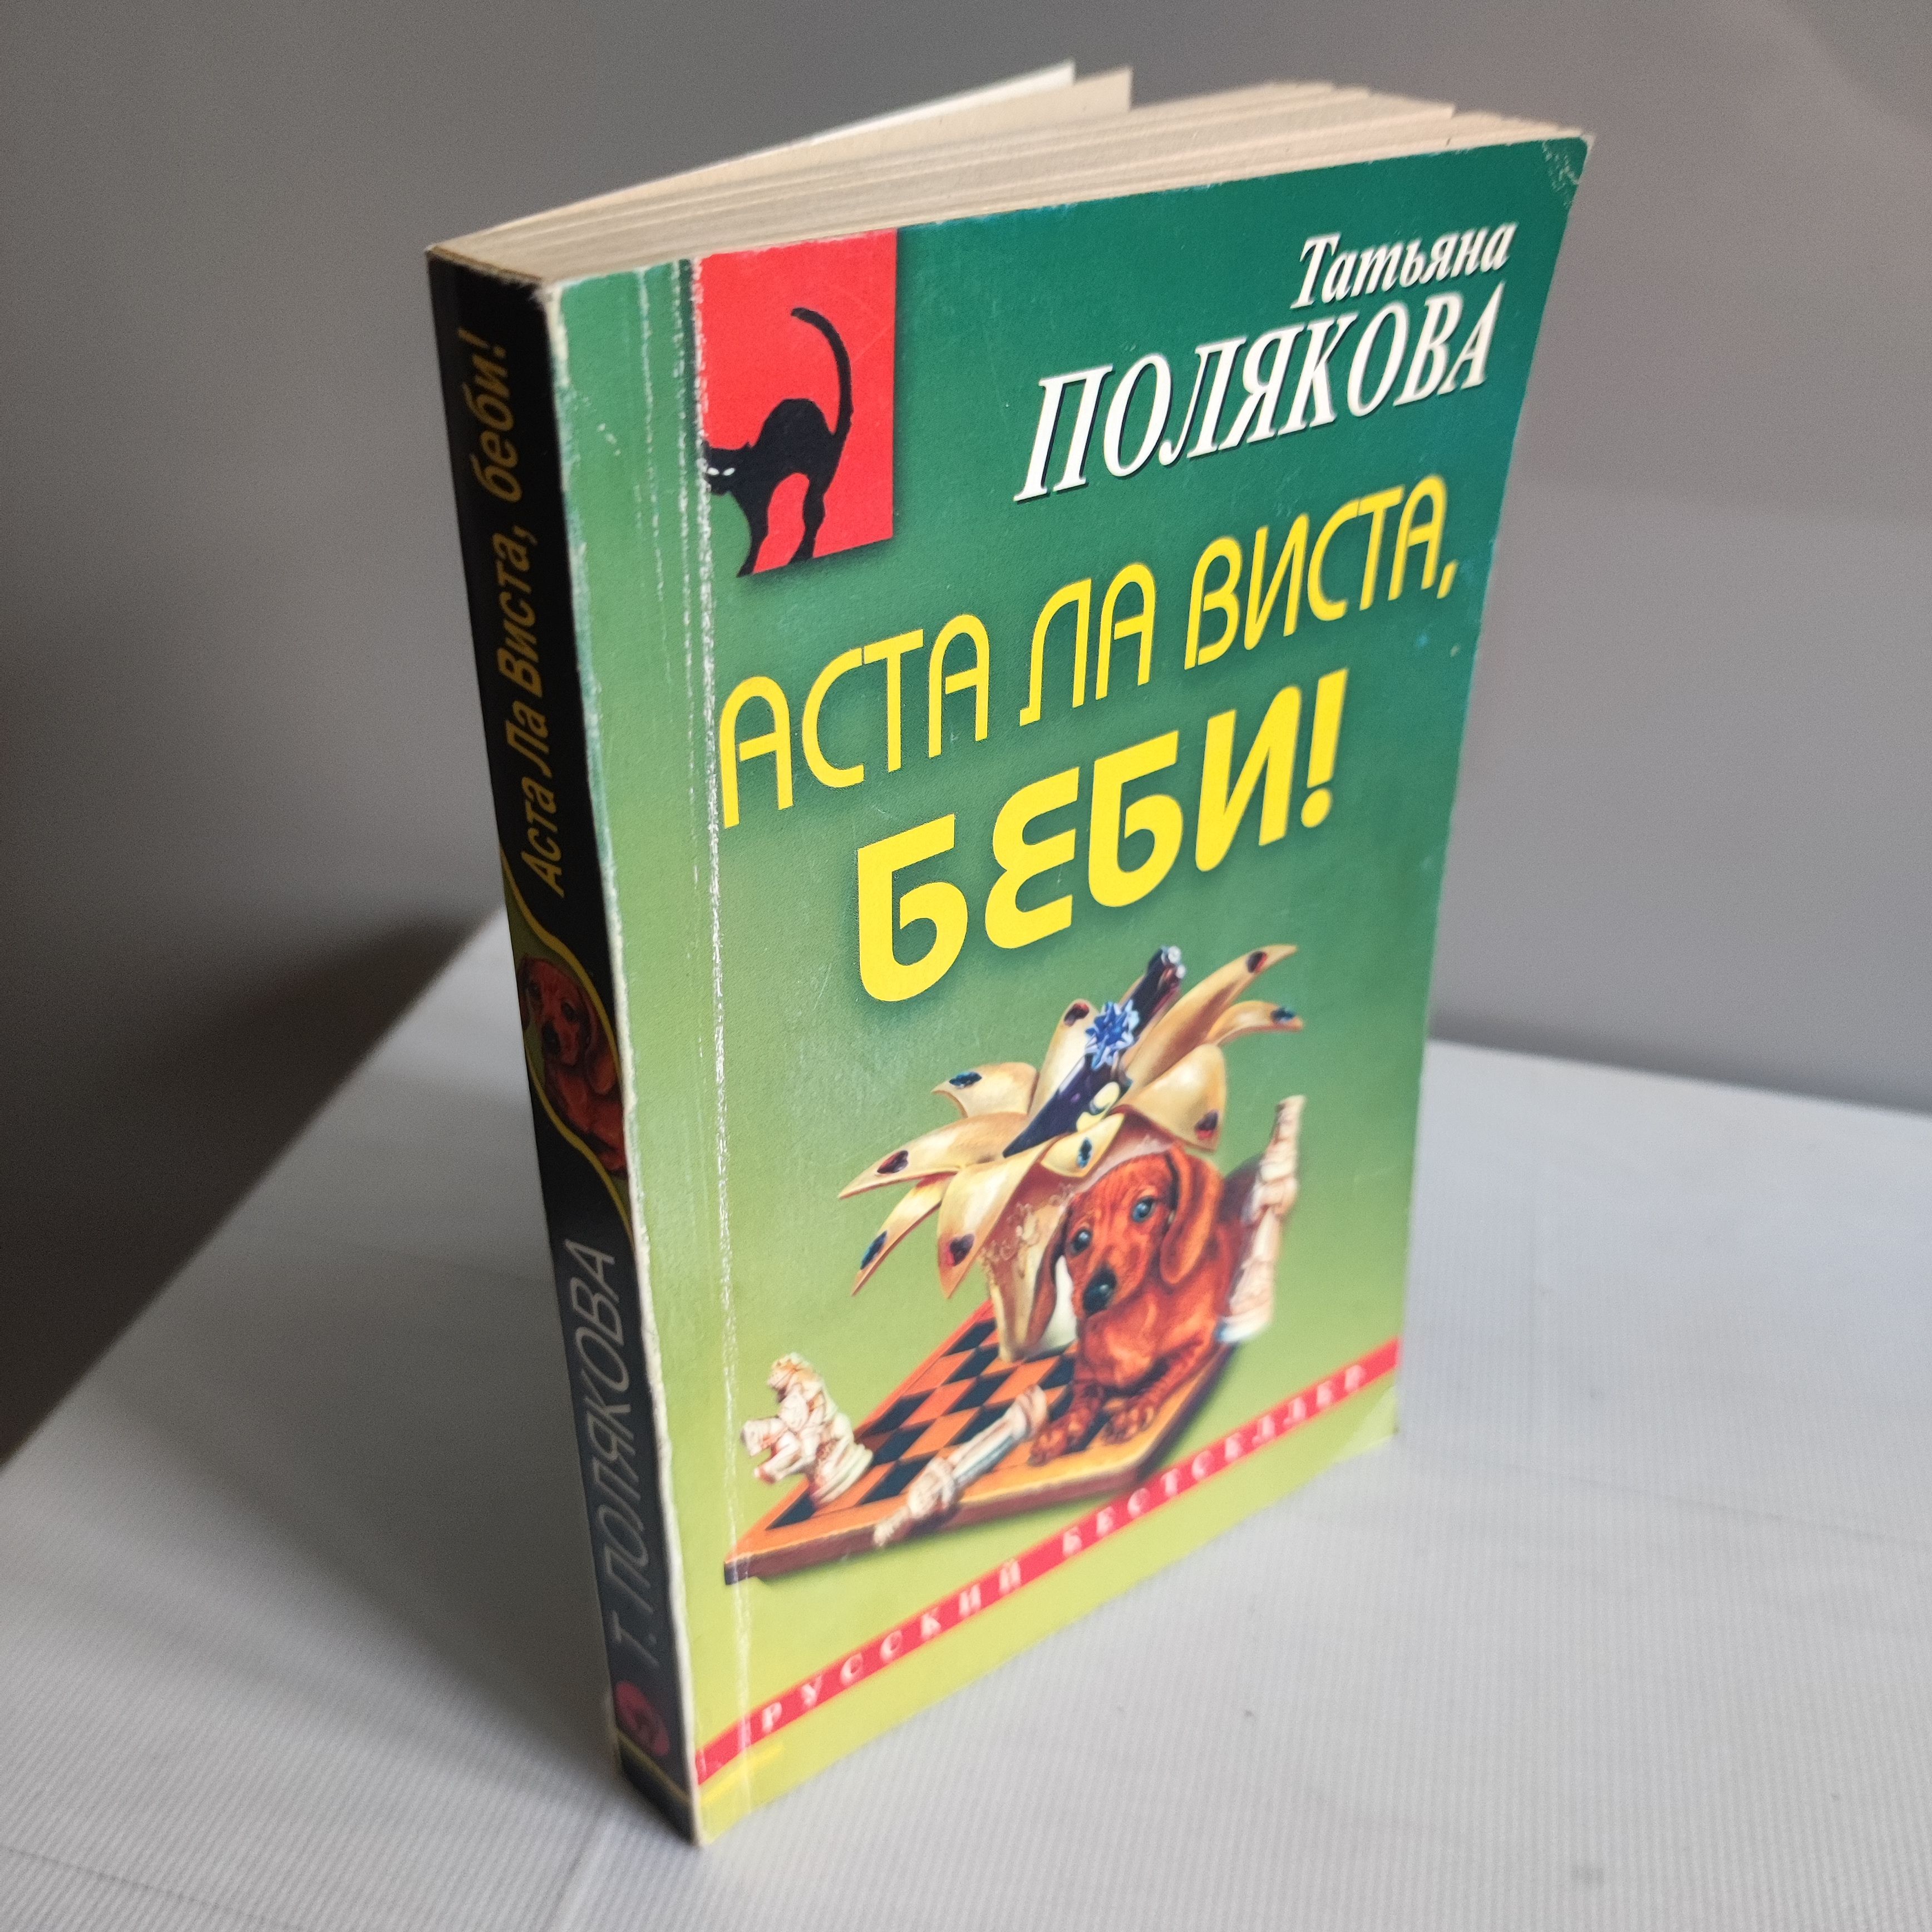 Татьяна
ПОЛЯКОВА
АСТА ЛА ВИСТА,
БЕБИ!
РУССКИЙ БЕСТСЕЛЛЕР
Т. ПОЛЯКОВА
Аста Ла Виста, беби!